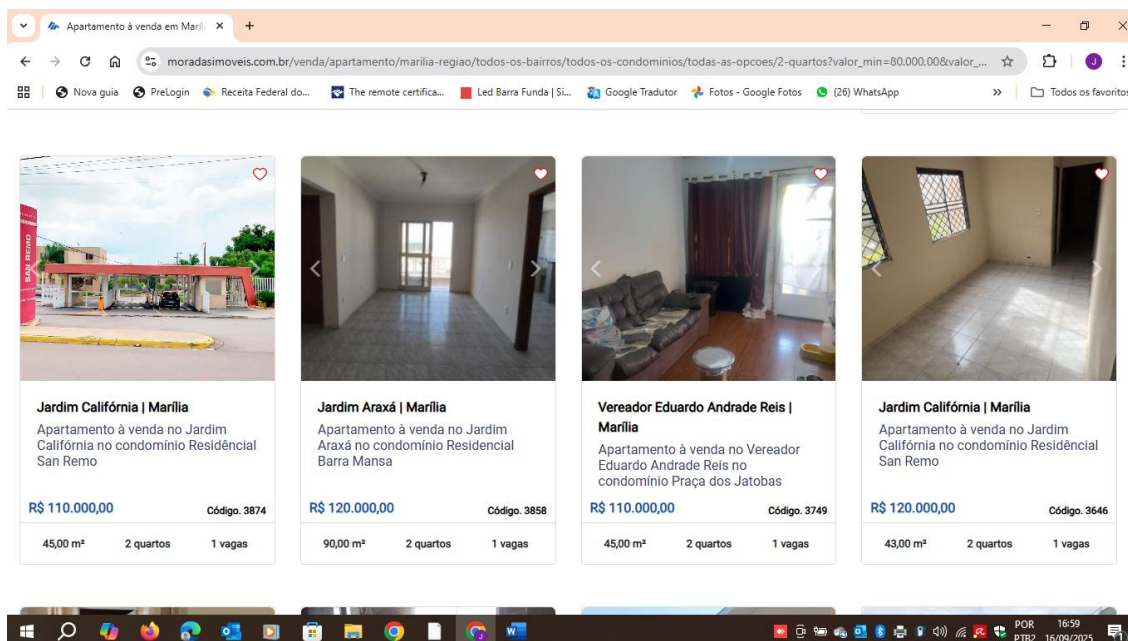 Apartamento à venda em Maríl
moradasimoveis.com.br/venda/apartamento/marilia-regiao/todos-os-bairros/todos-os-condominios/todas-as-opcoes/2-quartos?valor_min=80.000.00&valor_...
J
Nova guia
PreLogin
Receita Federal do...
The remote certifica...
Led Barra Funda | Si...
Google Tradutor
Fotos - Google Fotos
(26) WhatsApp
»
Todos os favoritos
SAN REMO
Jardim Califórnia | Marília
Apartamento à venda no Jardim
Califórnia no condomínio Residêncial
San Remo
R$ 110.000,00
Código. 3874
45,00 m²
2 quartos
1 vagas
Jardim Araxá | Marília
Apartamento à venda no Jardim
Araxá no condomínio Residencial
Barra Mansa
R$ 120.000,00
Código. 3858
90,00 m²
2 quartos
1 vagas
Vereador Eduardo Andrade Reis |
Marília
Apartamento à venda no Vereador
Eduardo Andrade Reis no
condomínio Praça dos Jatobas
R$ 110.000,00
Código. 3749
45,00 m²
2 quartos
1 vagas
Jardim Califórnia | Marília
Apartamento à venda no Jardim
Califórnia no condomínio Residêncial
San Remo
R$ 120.000,00
Código. 3646
43,00 m²
2 quartos
1 vagas
POR
PTB2
16:59
16/09/2025